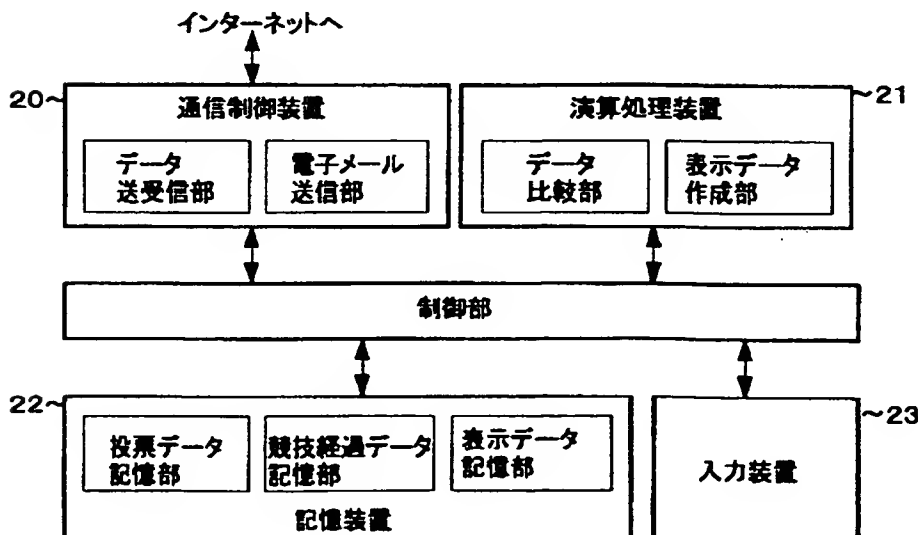 インターネットへ
20
通信制御装置
データ
送受信部
電子メール
送信部
演算処理装置
21
データ
比較部
表示データ
作成部
制御部
22
投票データ
記憶部
競技経過データ
記憶部
表示データ
記憶部
記憶装置
入力装置
23